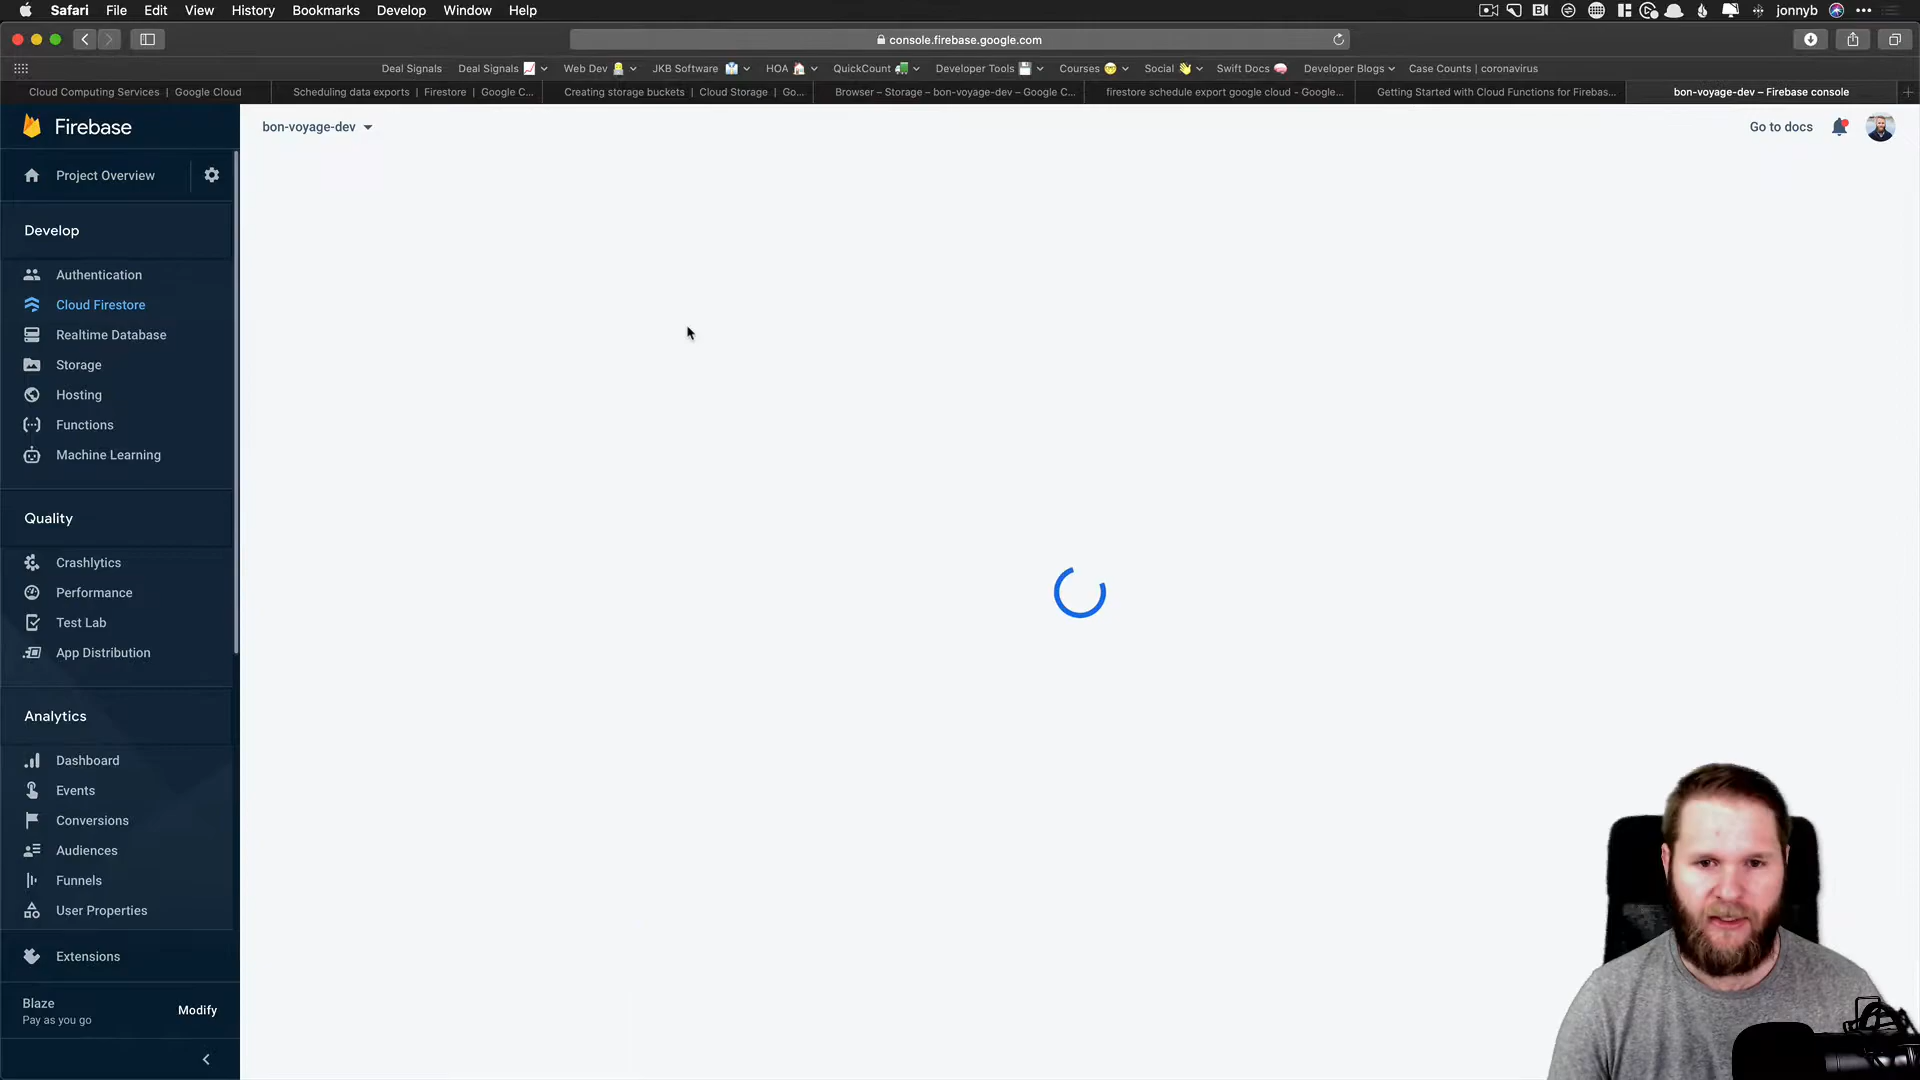 Safari File Edit View History Bookmarks Develop Window Help jonnyb
console.firebase.google.com
Deal Signals Deal Signals Web Dev JKB Software HOA QuickCount Developer Tools Courses Social Swift Docs Developer Blogs Case Counts | coronavirus
Cloud Computing Services | Google Cloud Scheduling data exports | Firestore | Google C... Creating storage buckets | Cloud Storage | Go... Browser – Storage – bon-voyage-dev – Google C... firestore schedule export google cloud - Google... Getting Started with Cloud Functions for Firebas... bon-voyage-dev – Firebase console
Firebase
bon-voyage-dev
Go to docs
Project Overview
Develop
Authentication
Cloud Firestore
Realtime Database
Storage
Hosting
Functions
Machine Learning
Quality
Crashlytics
Performance
Test Lab
App Distribution
Analytics
Dashboard
Events
Conversions
Audiences
Funnels
User Properties
Extensions
Blaze
Pay as you go
Modify